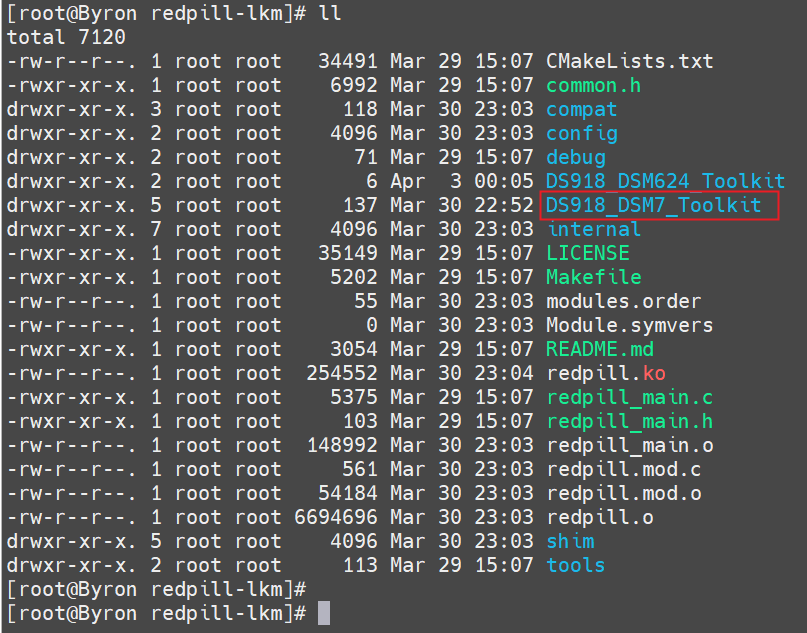 [root@Byron redpill-lkm]# ll
total 7120
-rw-r--r--. 1 root root   34491 Mar 29 15:07 CMakeLists.txt
-rwxr-xr-x. 1 root root    6992 Mar 29 15:07 common.h
drwxr-xr-x. 3 root root     118 Mar 30 23:03 compat
drwxr-xr-x. 2 root root    4096 Mar 30 23:03 config
drwxr-xr-x. 2 root root      71 Mar 29 15:07 debug
drwxr-xr-x. 2 root root       6 Apr  3 00:05 DS918_DSM624_Toolkit
drwxr-xr-x. 5 root root     137 Mar 30 22:52 DS918_DSM7_Toolkit
drwxr-xr-x. 7 root root    4096 Mar 30 23:03 internal
-rwxr-xr-x. 1 root root   35149 Mar 29 15:07 LICENSE
-rwxr-xr-x. 1 root root    5202 Mar 29 15:07 Makefile
-rw-r--r--. 1 root root      55 Mar 30 23:03 modules.order
-rw-r--r--. 1 root root       0 Mar 30 23:03 Module.symvers
-rwxr-xr-x. 1 root root    3054 Mar 29 15:07 README.md
-rw-r--r--. 1 root root  254552 Mar 30 23:04 redpill.ko
-rwxr-xr-x. 1 root root    5375 Mar 29 15:07 redpill_main.c
-rwxr-xr-x. 1 root root     103 Mar 29 15:07 redpill_main.h
-rw-r--r--. 1 root root  148992 Mar 30 23:03 redpill_main.o
-rw-r--r--. 1 root root     561 Mar 30 23:03 redpill.mod.c
-rw-r--r--. 1 root root   54184 Mar 30 23:03 redpill.mod.o
-rw-r--r--. 1 root root 6694696 Mar 30 23:03 redpill.o
drwxr-xr-x. 5 root root    4096 Mar 30 23:03 shim
drwxr-xr-x. 2 root root     113 Mar 29 15:07 tools
[root@Byron redpill-lkm]#
[root@Byron redpill-lkm]#